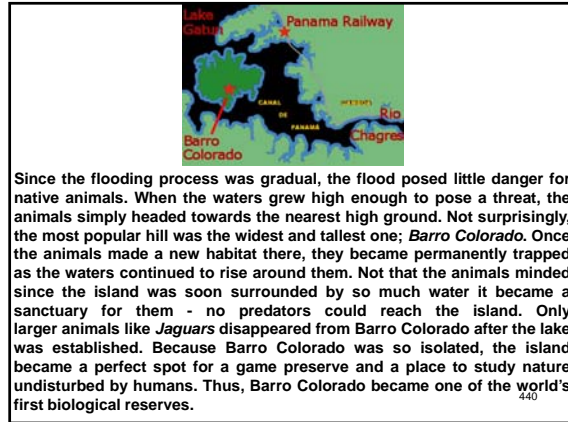 Lake
Gatun
Panama Railway
CANAL
DE
PANAMÁ
GAMBOA
Rio
Chagres
Barro
Colorado
Since the flooding process was gradual, the flood posed little danger for
native animals. When the waters grew high enough to pose a threat, the
animals simply headed towards the nearest high ground. Not surprisingly,
the most popular hill was the widest and tallest one; Barro Colorado. Once
the animals made a new habitat there, they became permanently trapped
as the waters continued to rise around them. Not that the animals minded
since the island was soon surrounded by so much water it became a
sanctuary for them - no predators could reach the island. Only
larger animals like Jaguars disappeared from Barro Colorado after the lake
was established. Because Barro Colorado was so isolated, the island
became a perfect spot for a game preserve and a place to study nature
undisturbed by humans. Thus, Barro Colorado became one of the world's
first biological reserves.
440